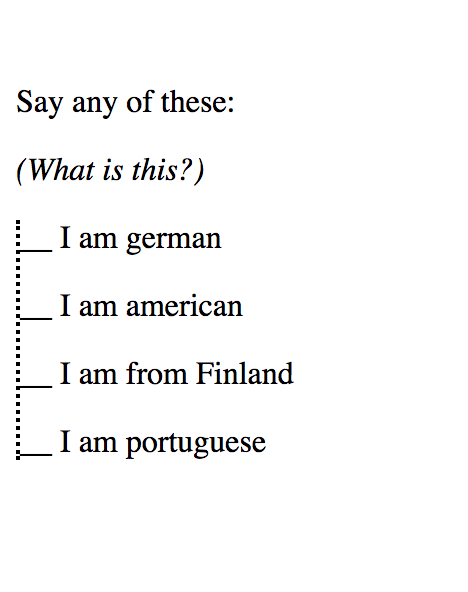 Say any of these:
(What is this?)
__ I am german
__ I am american
__ I am from Finland
__ I am portuguese